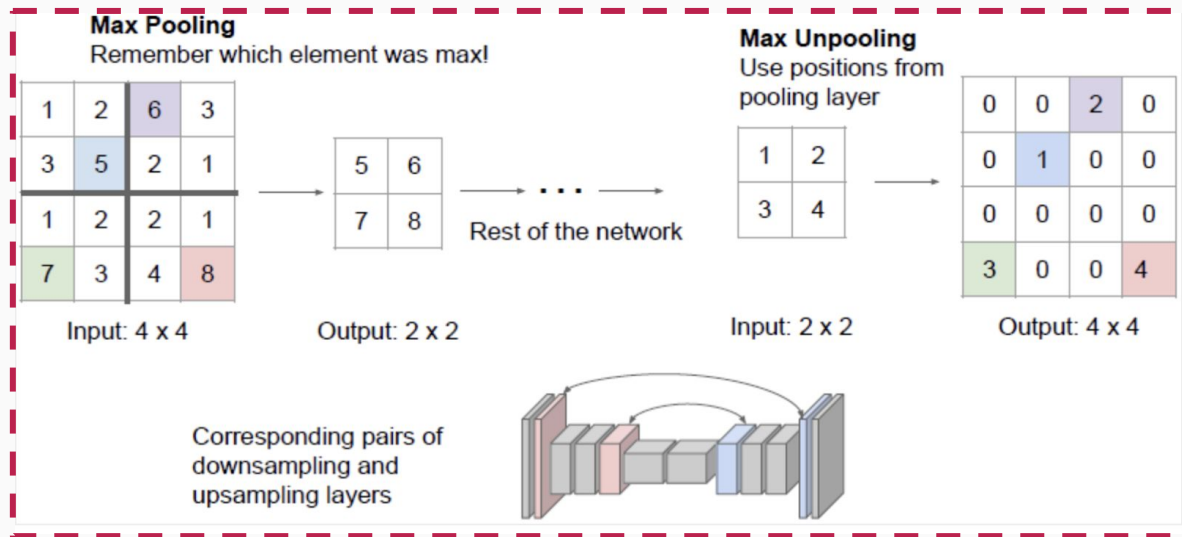 Max Pooling
Remember which element was max!
1 2 6 3
3 5 2 1
1 2 2 1
7 3 4 8
Input: 4 x 4
5 6
7 8
Output: 2 x 2
. . .
Rest of the network
Max Unpooling
Use positions from
pooling layer
1 2
3 4
Input: 2 x 2
0 0 2 0
0 1 0 0
0 0 0 0
3 0 0 4
Output: 4 x 4
Corresponding pairs of
downsampling and
upsampling layers